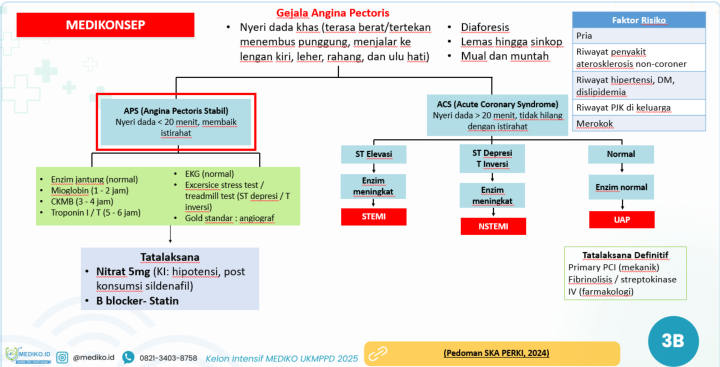 MEDIKONSEP
Gejala Angina Pectoris
• Nyeri dada khas (terasa berat/tertekan
menembus punggung, menjalar ke
lengan kiri, leher, rahang, dan ulu hati)
• Diaforesis
• Lemas hingga sinkop
• Mual dan muntah
Faktor Risiko
Pria
Riwayat penyakit
aterosklerosis non-coroner
Riwayat hipertensi, DM,
dislipidemia
Riwayat PJK di keluarga
Merokok
APS (Angina Pectoris Stabil)
Nyeri dada < 20 menit, membaik
istirahat
ACS (Acute Coronary Syndrome)
Nyeri dada > 20 menit, tidak hilang
dengan istirahat
• Enzim jantung (normal)
• Mioglobin (1 - 2 jam)
• CKMB (3 - 4 jam)
• Troponin I / T (5 - 6 jam)
• EKG (normal)
• Excersice stress test /
treadmill test (ST depresi / T
inversi)
• Gold standar : angiograf
ST Elevasi
Enzim
meningkat
STEMI
ST Depresi
T Inversi
Enzim
meningkat
NSTEMI
Normal
Enzim normal
UAP
Tatalaksana
• Nitrat 5mg (KI: hipotensi, post
konsumsi sildenafil)
• B blocker- Statin
Tatalaksana Definitif
Primary PCI (mekanik)
Fibrinolisis / streptokinase
IV (farmakologi)
3B
MEDIKO.ID
@mediko.id
0821-3403-8758
Kelon Intensif MEDIKO UKMPPD 2025
(Pedoman SKA PERKI, 2024)